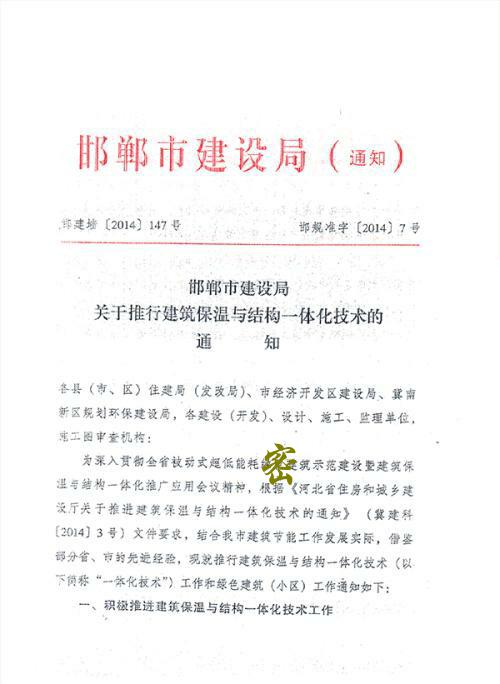 邯郸市建设局（通知）
邯建墙〔2014〕147号 邯规准字〔2014〕7号
邯郸市建设局
关于推行建筑保温与结构一体化技术的
通 知
各县（市、区）住建局（发改局）、市经济开发区建设局、冀南
新区规划环保建设局，各建设（开发）、设计、施工、监理单位，
施工图审查机构：
为深入贯彻全省被动式超低能耗 建筑示范建设暨建筑保
密
温与结构一体化推广应用会议精神，根据《河北省住房和城乡建
设厅关于推进建筑保温与结构一体化技术的通知》（冀建科
〔2014〕3号）文件要求，结合我市建筑节能工作发展实际，借鉴
部分省、市的先进经验，现就推行建筑保温与结构一体化技术（以
下简称“一体化技术”）工作和绿色建筑（小区）工作通知如下：
一、积极推进建筑保温与结构一体化技术工作